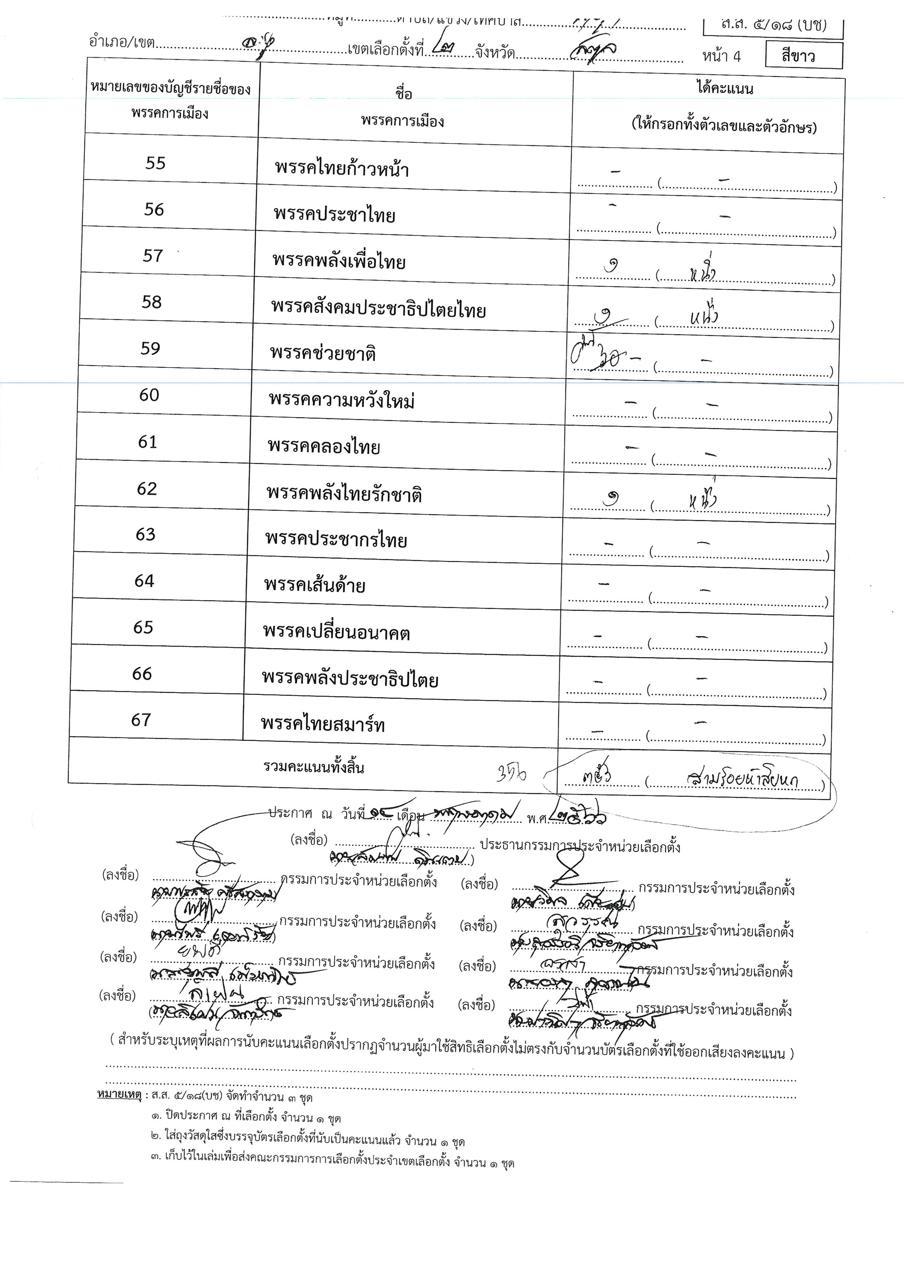 ส.ส. ๕/๑๘ (บช)
อำเภอ/เขต เขตเลือกตั้งที่ ๒ จังหวัด สตูล หน้า 4 สีขาว
หมายเลขของบัญชีรายชื่อของพรรคการเมือง ชื่อพรรคการเมือง ได้คะแนน (ให้กรอกทั้งตัวเลขและตัวอักษร)
55 พรรคไทยก้าวหน้า - (-)
56 พรรคประชาไทย - (-)
57 พรรคพลังเพื่อไทย ๑ (หนึ่ง)
58 พรรคสังคมประชาธิปไตยไทย ๑ (หนึ่ง)
59 พรรคช่วยชาติ - (-)
60 พรรคความหวังใหม่ - (-)
61 พรรคคลองไทย - (-)
62 พรรคพลังไทยรักชาติ ๑ (หนึ่ง)
63 พรรคประชากรไทย - (-)
64 พรรคเส้นด้าย - (-)
65 พรรคเปลี่ยนอนาคต - (-)
66 พรรคพลังประชาธิปไตย - (-)
67 พรรคไทยสมาร์ท - (-)
รวมคะแนนทั้งสิ้น 356 ๓๕๖ (สามร้อยห้าสิบหก)
ประกาศ ณ วันที่ ๑๔ เดือน พฤษภาคม พ.ศ. ๒๕๖๖
(ลงชื่อ) ประธานกรรมการประจำหน่วยเลือกตั้ง
(ลงชื่อ) กรรมการประจำหน่วยเลือกตั้ง (ลงชื่อ) กรรมการประจำหน่วยเลือกตั้ง
(ลงชื่อ) กรรมการประจำหน่วยเลือกตั้ง (ลงชื่อ) กรรมการประจำหน่วยเลือกตั้ง
(ลงชื่อ) กรรมการประจำหน่วยเลือกตั้ง (ลงชื่อ) กรรมการประจำหน่วยเลือกตั้ง
(ลงชื่อ) กรรมการประจำหน่วยเลือกตั้ง (ลงชื่อ) กรรมการประจำหน่วยเลือกตั้ง
( สำหรับระบุเหตุที่ผลการนับคะแนนเลือกตั้งปรากฏจำนวนผู้มาใช้สิทธิเลือกตั้งไม่ตรงกับจำนวนบัตรเลือกตั้งที่ใช้ออกเสียงลงคะแนน )
หมายเหตุ : ส.ส. ๕/๑๘(บช) จัดทำจำนวน ๓ ชุด
๑. ปิดประกาศ ณ ที่เลือกตั้ง จำนวน ๑ ชุด
๒. ใส่ถุงวัสดุใสซึ่งบรรจุบัตรเลือกตั้งที่นับเป็นคะแนนแล้ว จำนวน ๑ ชุด
๓. เก็บไว้ในเล่มเพื่อส่งคณะกรรมการการเลือกตั้งประจำเขตเลือกตั้ง จำนวน ๑ ชุด